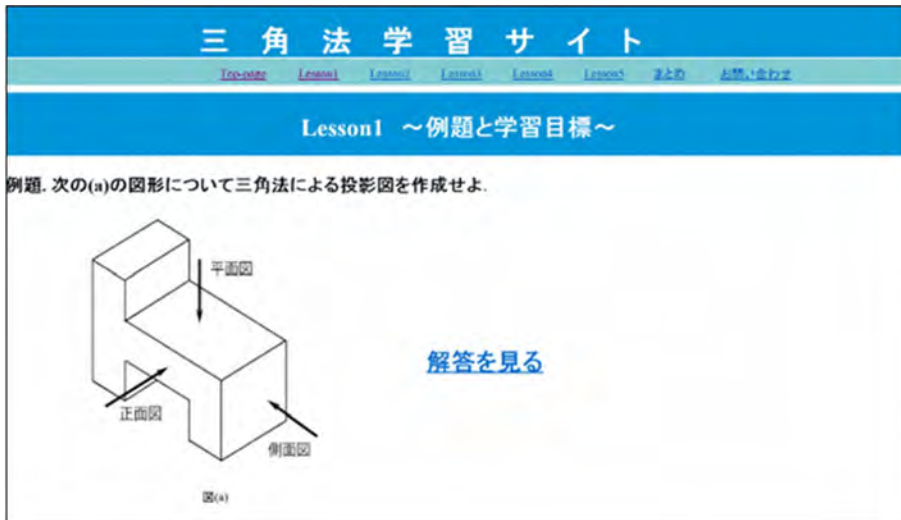 三角法学習サイト
Top-page Lesson1 Lesson2 Lesson3 Lesson4 Lesson5 まとめ お問い合わせ
Lesson1 ～例題と学習目標～
例題. 次の(a)の図形について三角法による投影図を作成せよ.
平面図
解答を見る
正面図
側面図
図(a)